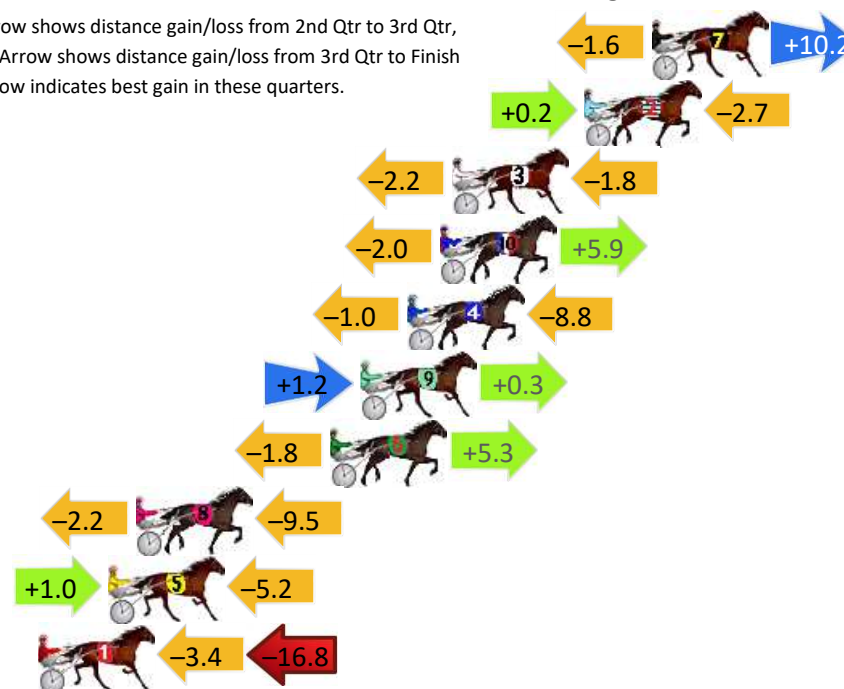 row shows distance gain/loss from 2nd Qtr to 3rd Qtr,
Arrow shows distance gain/loss from 3rd Qtr to Finish
ow indicates best gain in these quarters.
–1.6 7 +10.2
+0.2 2 –2.7
–2.2 3 –1.8
–2.0 10 +5.9
–1.0 4 –8.8
+1.2 9 +0.3
–1.8 6 +5.3
–2.2 8 –9.5
+1.0 5 –5.2
1 –3.4 –16.8